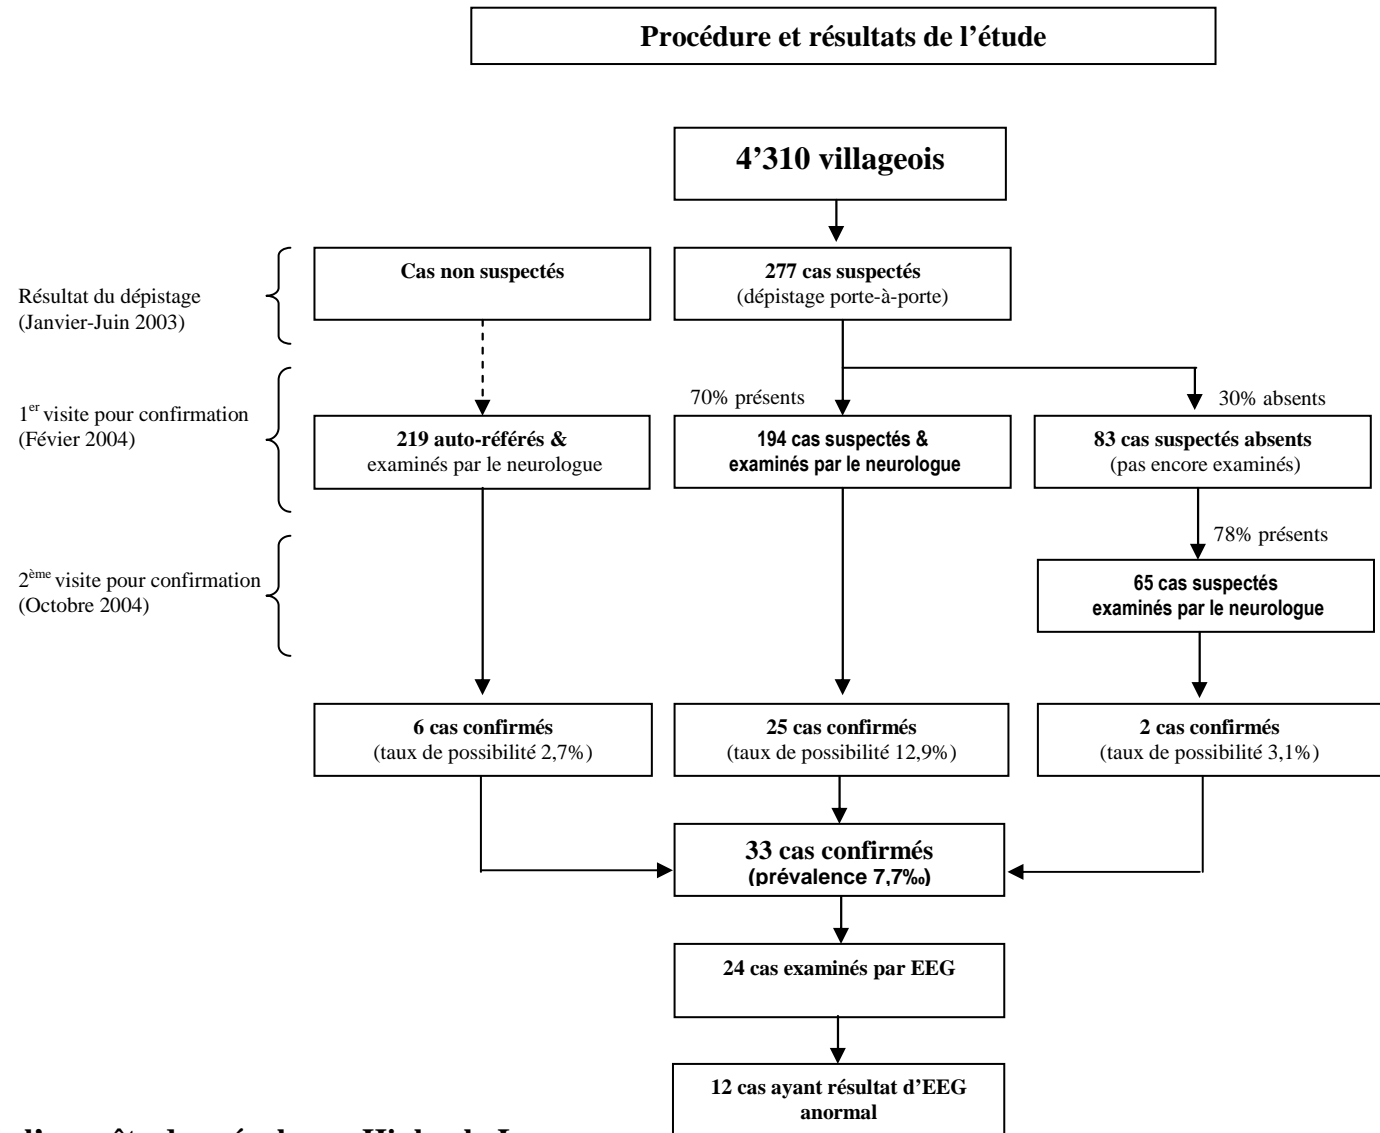 Procédure et résultats de l’étude
4’310 villageois
Cas non suspectés
277 cas suspectés
(dépistage porte-à-porte)
Résultat du dépistage
(Janvier-Juin 2003)
70% présents
30% absents
1er visite pour confirmation
(Févier 2004)
219 auto-référés &
examinés par le neurologue
194 cas suspectés &
examinés par le neurologue
83 cas suspectés absents
(pas encore examinés)
78% présents
2ème visite pour confirmation
(Octobre 2004)
65 cas suspectés
examinés par le neurologue
6 cas confirmés
(taux de possibilité 2,7%)
25 cas confirmés
(taux de possibilité 12,9%)
2 cas confirmés
(taux de possibilité 3,1%)
33 cas confirmés
(prévalence 7,7‰)
24 cas examinés par EEG
12 cas ayant résultat d’EEG
anormal